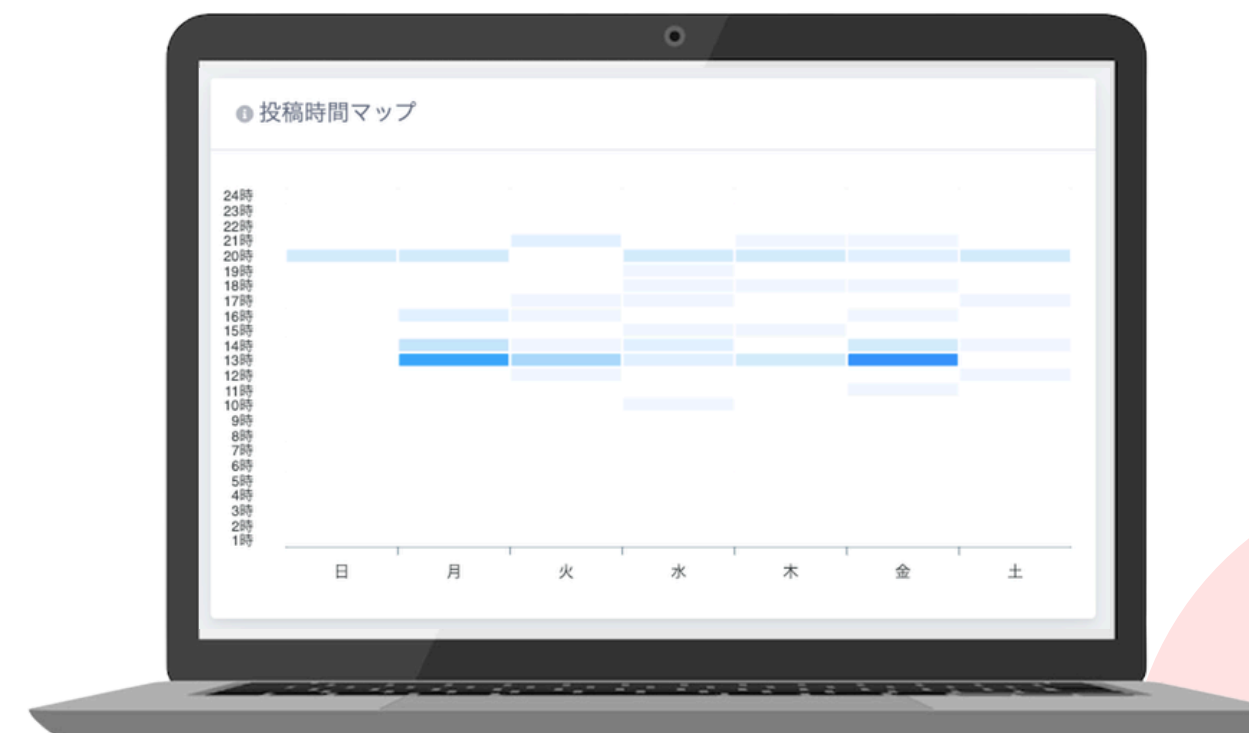 投稿時間マップ
24時
23時
22時
21時
20時
19時
18時
17時
16時
15時
14時
13時
12時
11時
10時
9時
8時
7時
6時
5時
4時
3時
2時
1時
日 月 火 水 木 金 土